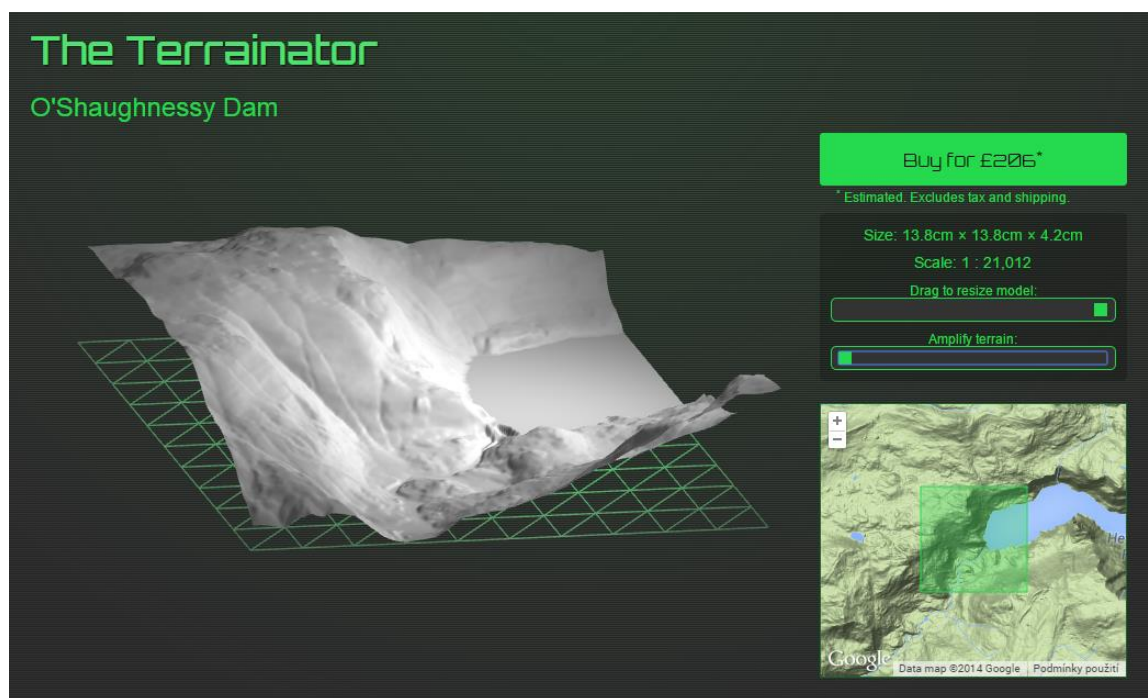 The Terrainator
O'Shaughnessy Dam
Buy for £206*
* Estimated. Excludes tax and shipping.
Size: 13.8cm × 13.8cm × 4.2cm
Scale: 1 : 21,012
Drag to resize model:
Amplify terrain:
+
−
He
Google
Data map ©2014 Google
Podmínky použití